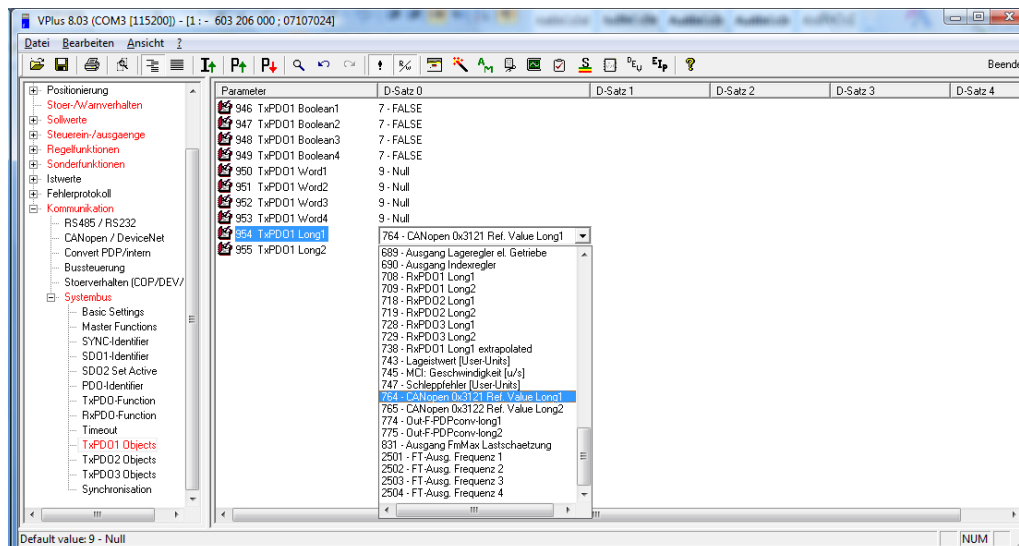 VPlus 8.03 (COM3 [115200]) - [1 : - 603 206 000 ; 07107024]
Datei Bearbeiten Ansicht ?
Beende
Positionierung
Stoer-/Warnverhalten
Sollwerte
Steuerein-/ausgaenge
Regelfunktionen
Sonderfunktionen
Istwerte
Fehlerprotokoll
Kommunikation
RS485 / RS232
CANopen / DeviceNet
Convert PDP/intern
Bussteuerung
Stoerverhalten (COP/DEV/
Systembus
Basic Settings
Master Functions
SYNC-Identifier
SDO1-Identifier
SDO2 Set Active
PDO-Identifier
TxPDO-Function
RxPDO-Function
Timeout
TxPDO1 Objects
TxPDO2 Objects
TxPDO3 Objects
Synchronisation
Parameter D-Satz 0 D-Satz 1 D-Satz 2 D-Satz 3 D-Satz 4
946 TxPDO1 Boolean1 7 - FALSE
947 TxPDO1 Boolean2 7 - FALSE
948 TxPDO1 Boolean3 7 - FALSE
949 TxPDO1 Boolean4 7 - FALSE
950 TxPDO1 Word1 9 - Null
951 TxPDO1 Word2 9 - Null
952 TxPDO1 Word3 9 - Null
953 TxPDO1 Word4 9 - Null
954 TxPDO1 Long1 764 - CANopen 0x3121 Ref. Value Long1
955 TxPDO1 Long2
689 - Ausgang Lageregler el. Getriebe
690 - Ausgang Indexregler
708 - RxPDO1 Long1
709 - RxPDO1 Long2
718 - RxPDO2 Long1
719 - RxPDO2 Long2
728 - RxPDO3 Long1
729 - RxPDO3 Long2
738 - RxPDO1 Long1 extrapolated
743 - Lageistwert [User-Units]
745 - MCI: Geschwindigkeit [u/s]
747 - Schleppfehler [User-Units]
764 - CANopen 0x3121 Ref. Value Long1
765 - CANopen 0x3122 Ref. Value Long2
774 - Out-F-PDPconv-long1
775 - Out-F-PDPconv-long2
831 - Ausgang FmMax Lastschaetzung
2501 - FT-Ausg. Frequenz 1
2502 - FT-Ausg. Frequenz 2
2503 - FT-Ausg. Frequenz 3
2504 - FT-Ausg. Frequenz 4
Default value: 9 - Null NUM